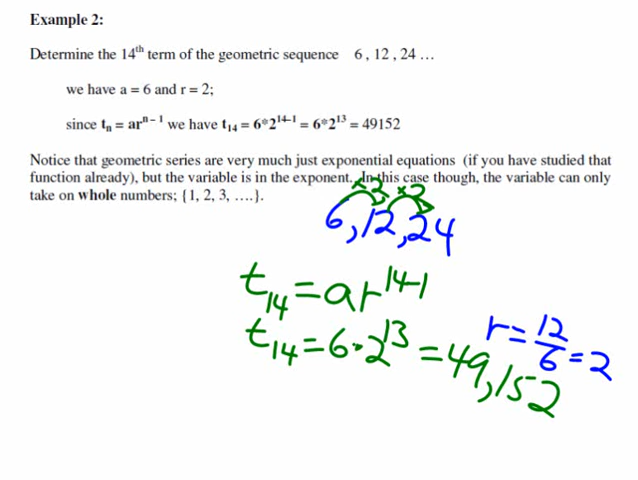 Example 2:
Determine the 14th term of the geometric sequence 6 , 12 , 24 …
we have a = 6 and r = 2;
since tₙ = arⁿ⁻¹ we have t₁₄ = 6*2¹⁴⁻¹ = 6*2¹³ = 49152
Notice that geometric series are very much just exponential equations (if you have studied that
function already), but the variable is in the exponent. In this case though, the variable can only
take on whole numbers; {1, 2, 3, ….}.
×2 ×2
6,12,24
t₁₄=ar¹⁴⁻¹
r=12/6=2
t₁₄=6·2¹³=49,152